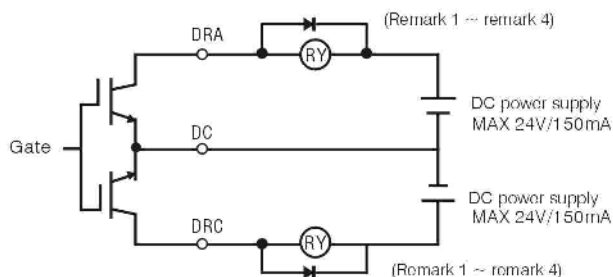 DRA
(Remark 1 ~ remark 4)
RY
DC power supply
MAX 24V/150mA
Gate
DC
DC power supply
MAX 24V/150mA
DRC
RY
(Remark 1 ~ remark 4)